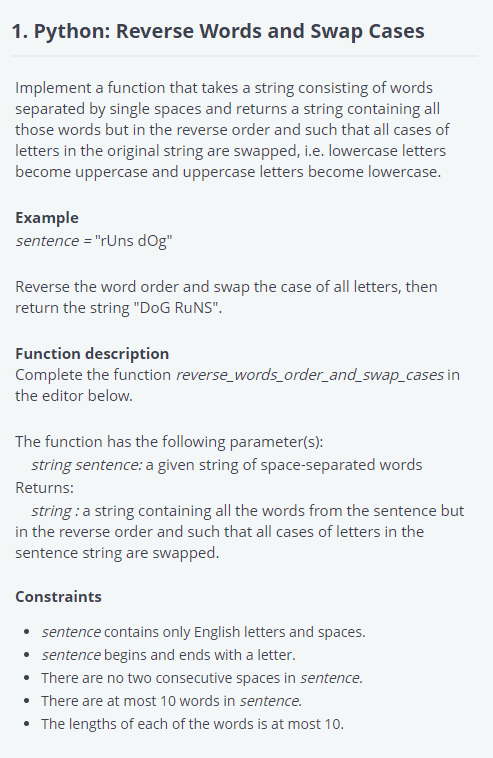 1. Python: Reverse Words and Swap Cases
Implement a function that takes a string consisting of words
separated by single spaces and returns a string containing all
those words but in the reverse order and such that all cases of
letters in the original string are swapped, i.e. lowercase letters
become uppercase and uppercase letters become lowercase.
Example
sentence = "rUns dOg"
Reverse the word order and swap the case of all letters, then
return the string "DoG RuNS".
Function description
Complete the function reverse_words_order_and_swap_cases in
the editor below.
The function has the following parameter(s):
string sentence: a given string of space-separated words
Returns:
string : a string containing all the words from the sentence but
in the reverse order and such that all cases of letters in the
sentence string are swapped.
Constraints
• sentence contains only English letters and spaces.
• sentence begins and ends with a letter.
• There are no two consecutive spaces in sentence.
• There are at most 10 words in sentence.
• The lengths of each of the words is at most 10.